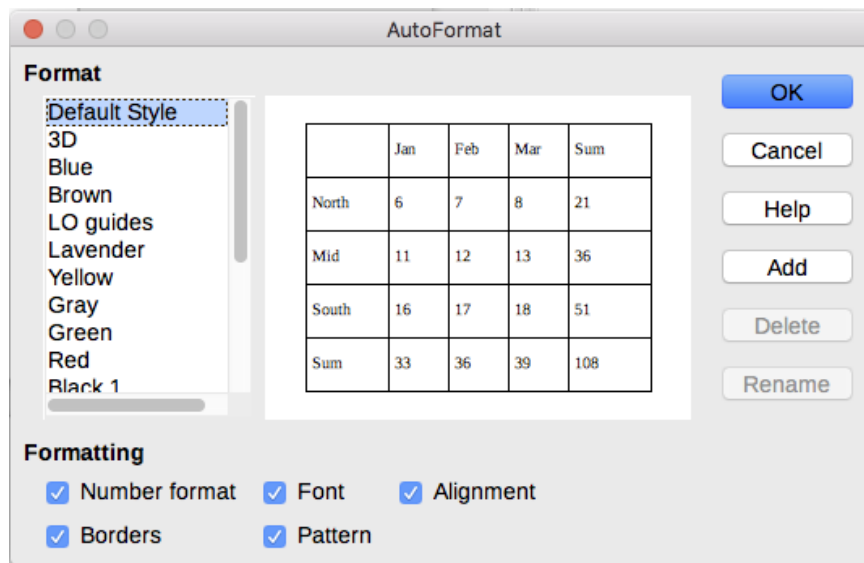 AutoFormat
Format
Default Style
3D
Blue
Brown
LO guides
Lavender
Yellow
Gray
Green
Red
Black 1
Jan Feb Mar Sum
North 6 7 8 21
Mid 11 12 13 36
South 16 17 18 51
Sum 33 36 39 108
OK
Cancel
Help
Add
Delete
Rename
Formatting
Number format Font Alignment
Borders Pattern